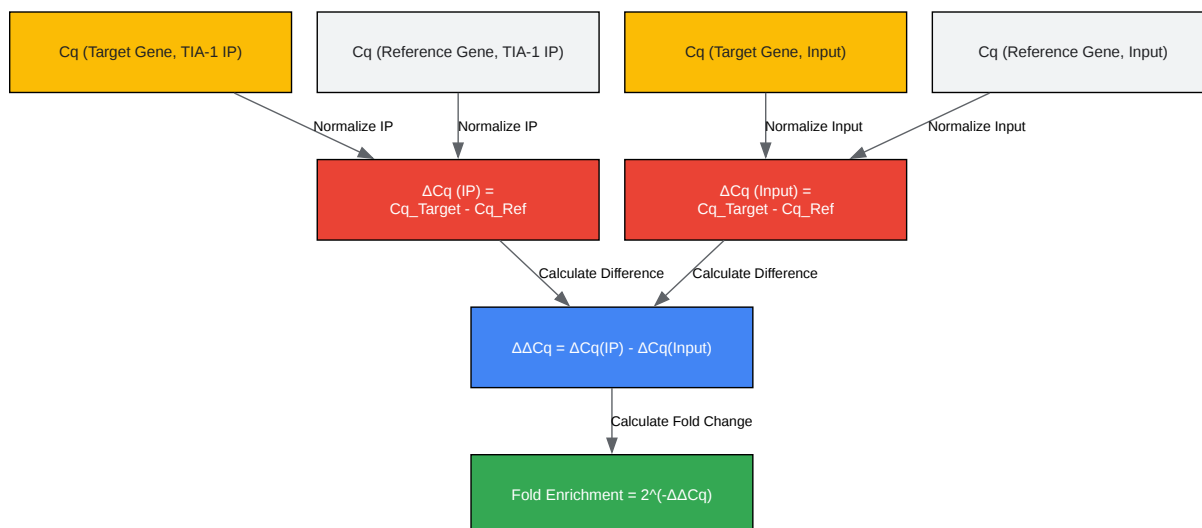 Cq (Target Gene, TIA-1 IP)
Cq (Reference Gene, TIA-1 IP)
Cq (Target Gene, Input)
Cq (Reference Gene, Input)
Normalize IP
Normalize IP
Normalize Input
Normalize Input
ΔCq (IP) =
Cq_Target - Cq_Ref
ΔCq (Input) =
Cq_Target - Cq_Ref
Calculate Difference
Calculate Difference
ΔΔCq = ΔCq(IP) - ΔCq(Input)
Calculate Fold Change
Fold Enrichment = 2^(-ΔΔCq)